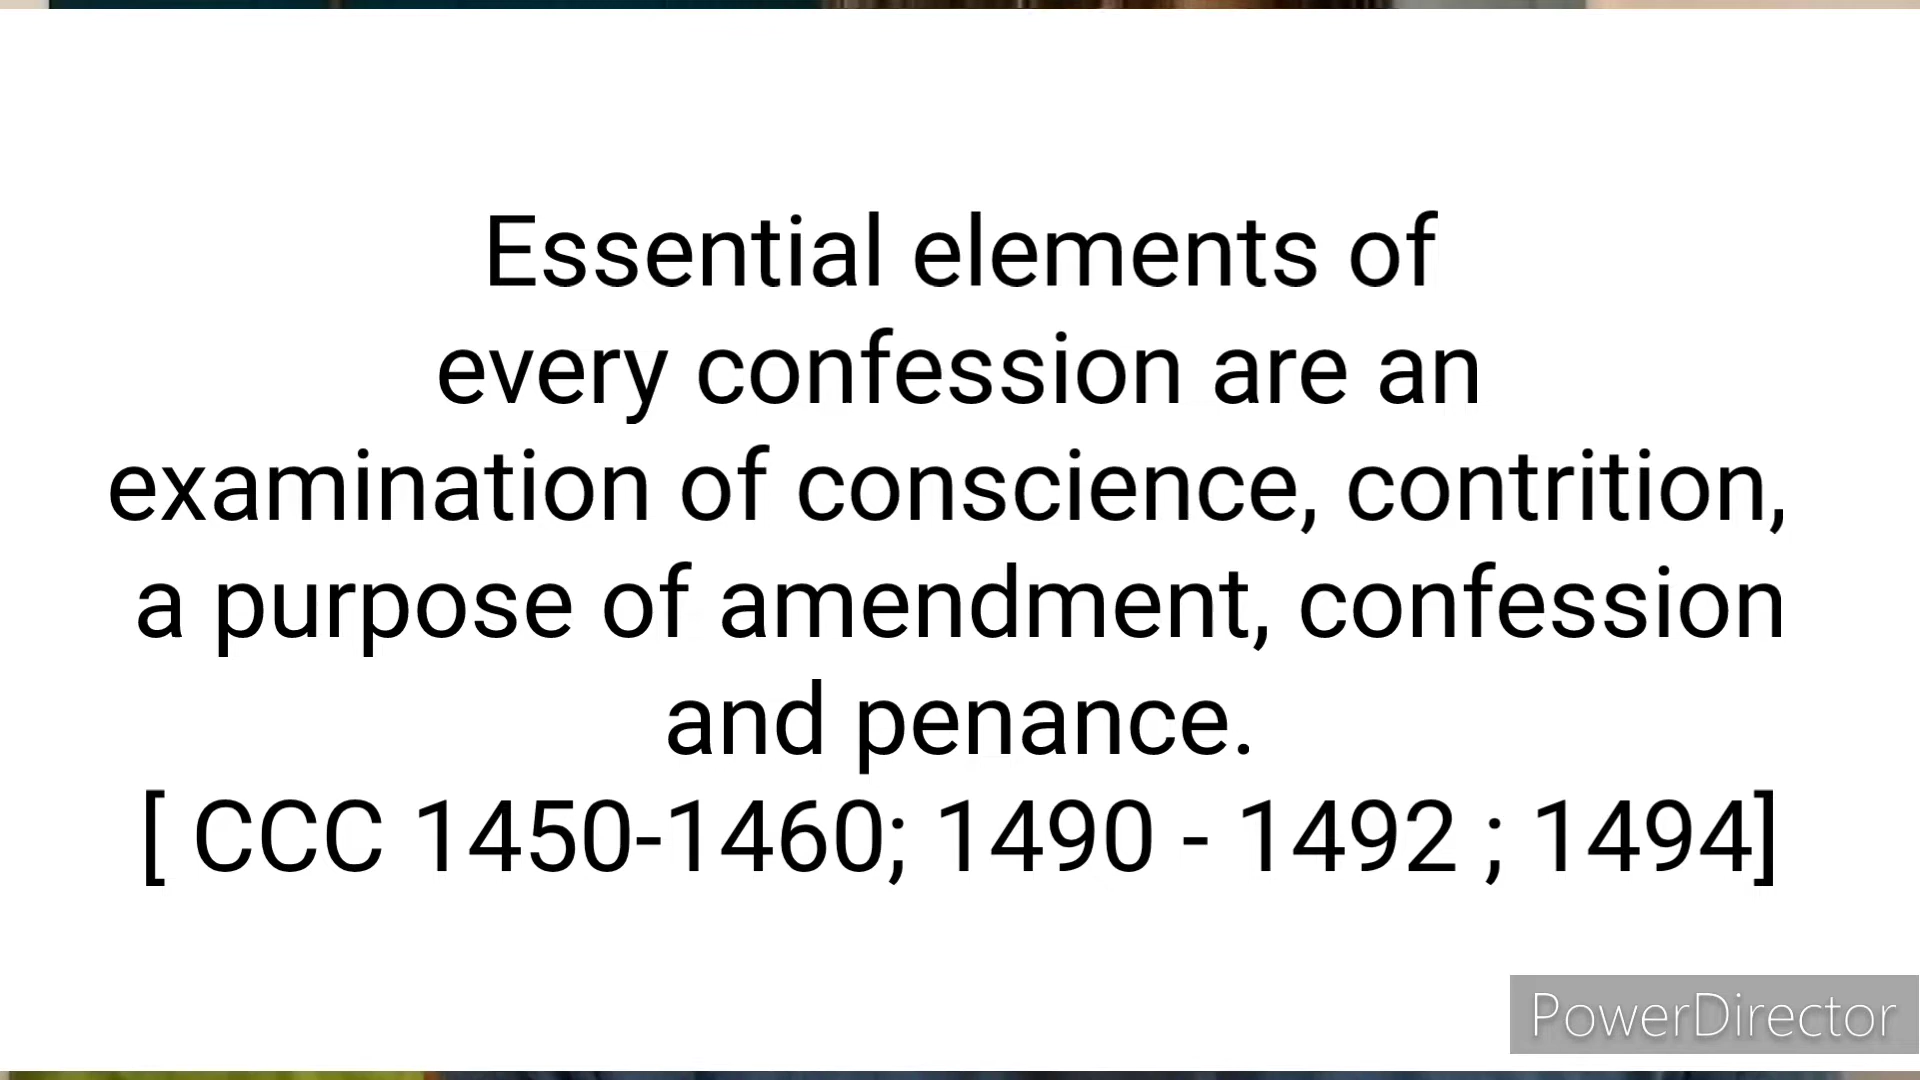 Essential elements of
every confession are an
examination of conscience, contrition,
a purpose of amendment, confession
and penance.
[ CCC 1450-1460; 1490 - 1492 ; 1494]
PowerDirector